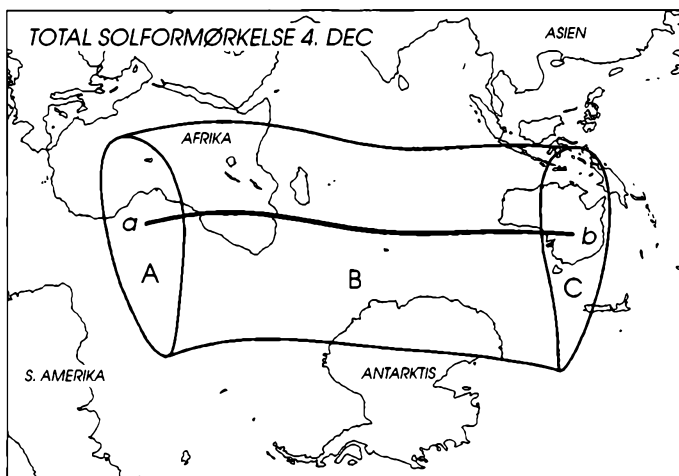 TOTAL SOLFORMØRKELSE 4. DEC
ASIEN
AFRIKA
a
b
A
B
C
S. AMERIKA
ANTARKTIS